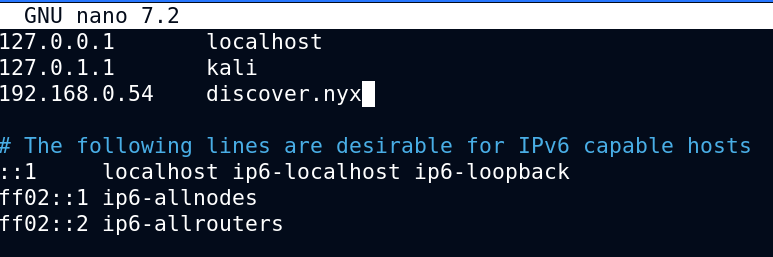 GNU nano 7.2
127.0.0.1       localhost
127.0.1.1       kali
192.168.0.54    discover.nyx
# The following lines are desirable for IPv6 capable hosts
::1     localhost ip6-localhost ip6-loopback
ff02::1 ip6-allnodes
ff02::2 ip6-allrouters